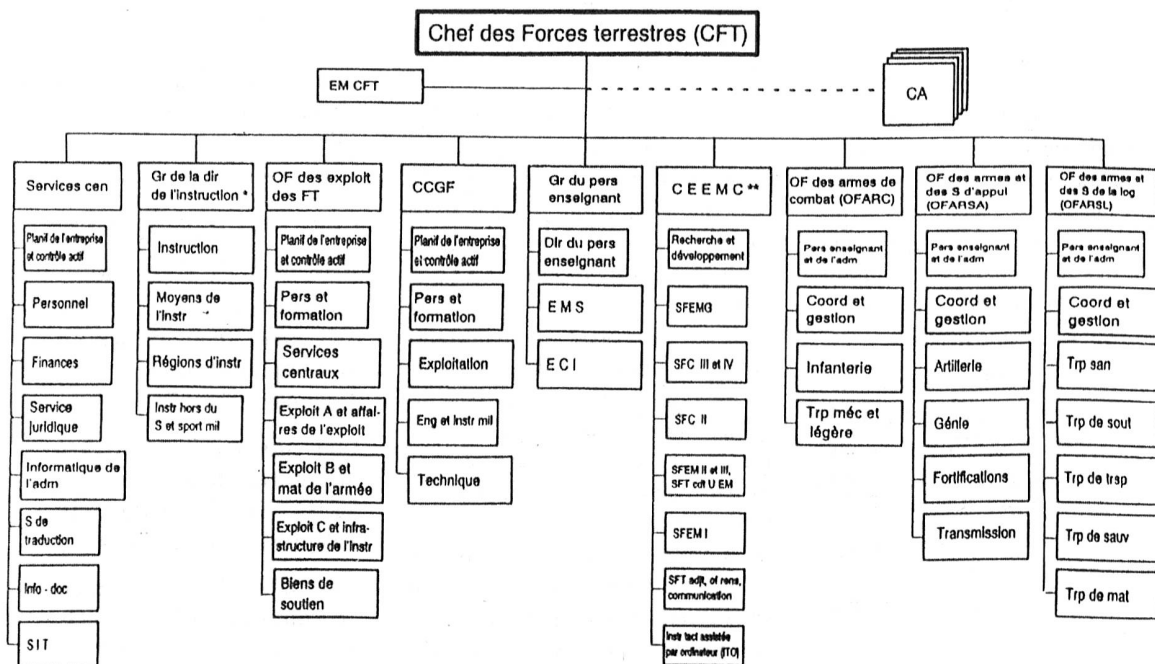 Chef des Forces terrestres (CFT)
EM CFT
CA
Services cen
Planif de l'entreprise
et contrôle actif
Personnel
Finances
Service
juridique
Informatique de
l'adm
S de
traduction
Info - doc
S I T
Gr de la dir
de l'instruction *
Instruction
Moyens de
l'instr
Régions d'instr
Instr hors du
S et sport mil
OF des exploit
des FT
Planif de l'entreprise
et contrôle actif
Pers et
formation
Services
centraux
Exploit A et affai-
res de l'exploit
Exploit B et
mat de l'armée
Exploit C et infra-
structure de l'instr
Biens de
soutien
CCGF
Planif de l'entreprise
et contrôle actif
Pers et
formation
Exploitation
Eng et instr mil
Technique
Gr du pers
enseignant
Dir du pers
enseignant
E M S
E C I
C E E M C **
Recherche et
développement
SFEMG
SFC III et IV
SFC II
SFEM II et III,
SFT cdt U EM
SFEM I
SFT adjt, of rens,
communication
Instr tact assistée
par ordinateur (ITO)
OF des armes de
combat (OFARC)
Pers enseignant
et de l'adm
Coord et
gestion
Infanterie
Trp méc et
légère
OF des armes et
des S d'appui
(OFARSA)
Pers enseignant
et de l'adm
Coord et
gestion
Artillerie
Génie
Fortifications
Transmission
OF des armes et
des S de la log
(OFARSL)
Pers enseignant
et de l'adm
Coord et
gestion
Trp san
Trp de sout
Trp de trsp
Trp de sauv
Trp de mat